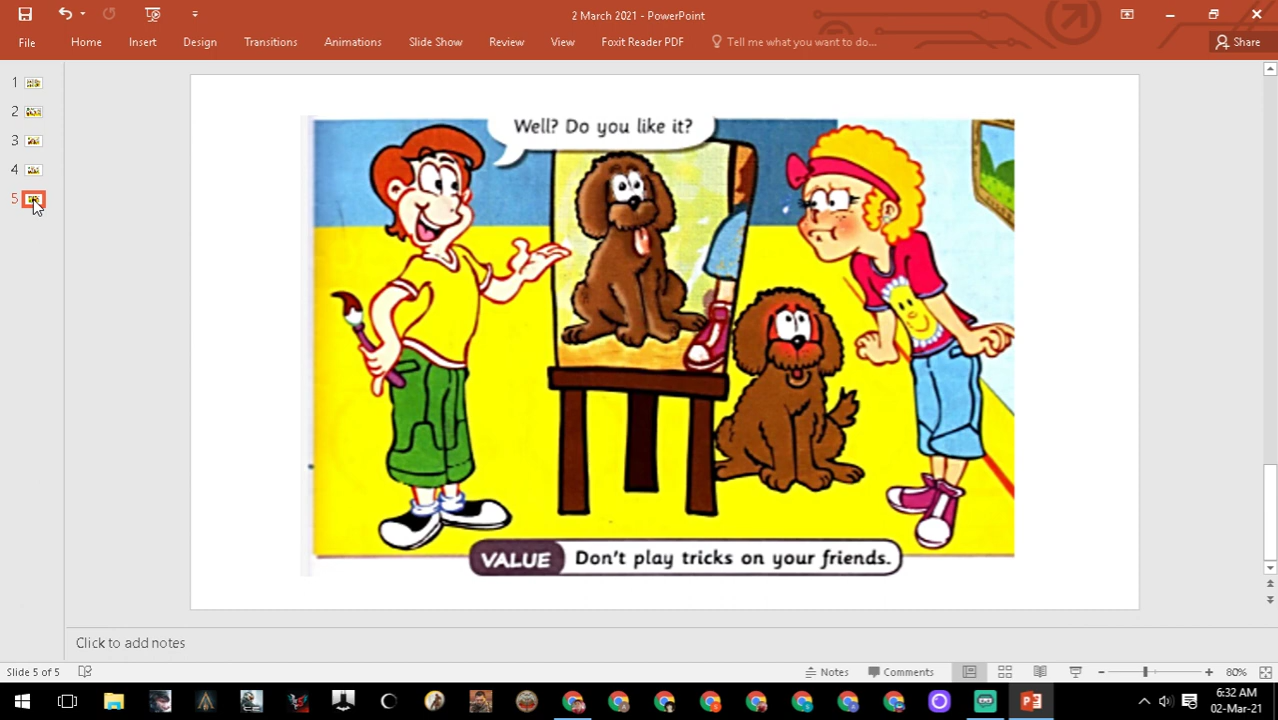 2 March 2021 - PowerPoint
File Home Insert Design Transitions Animations Slide Show Review View Foxit Reader PDF Tell me what you want to do... Share
1
2
3
4
5
Well? Do you like it?
VALUE Don't play tricks on your friends.
Click to add notes
Slide 5 of 5 Notes Comments 80%
6:32 AM
02-Mar-21